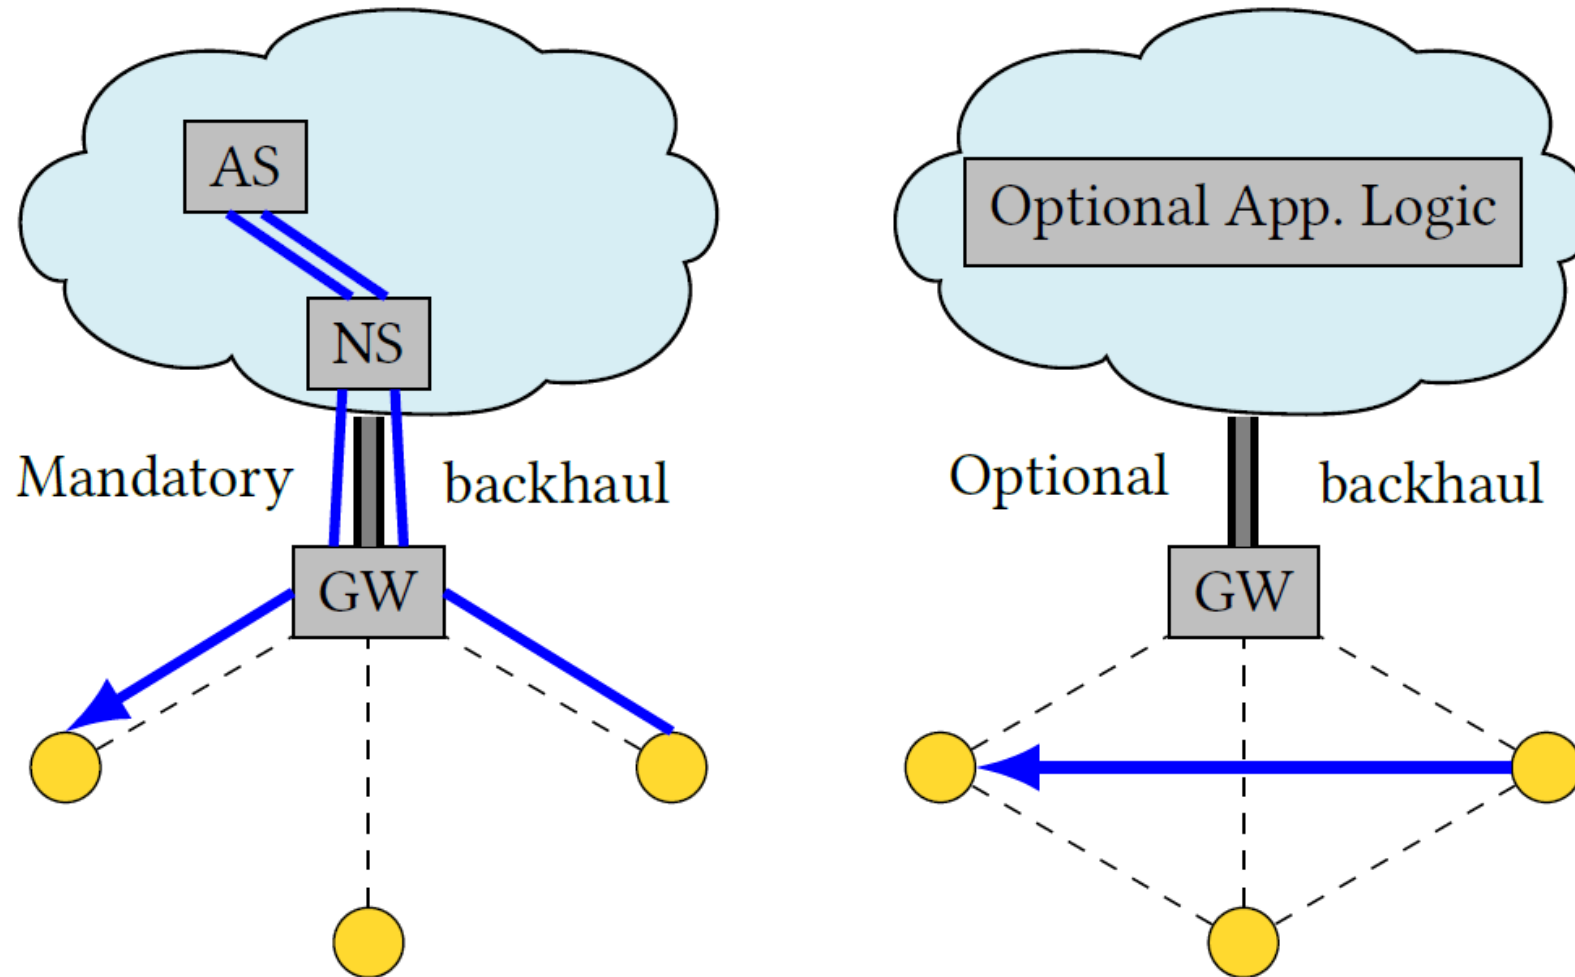 AS
NS
Mandatory backhaul
GW
Optional App. Logic
Optional backhaul
GW